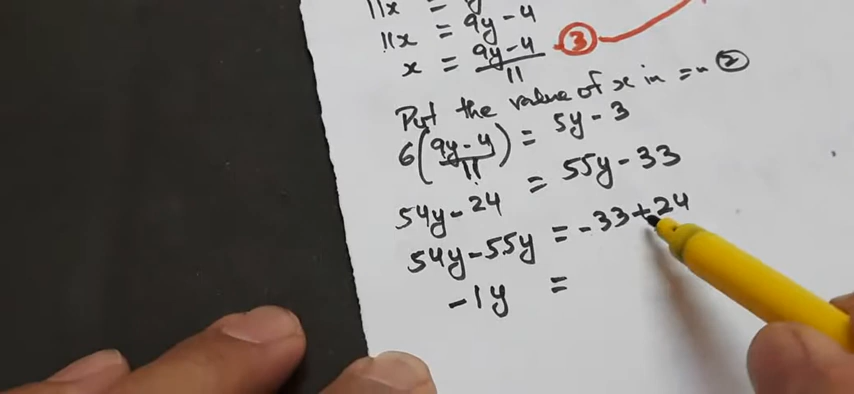 11x =
11x = 9y-4
x = 9y-4/11 ③
Put the value of x in =n ②
6(9y-4/11) = 5y-3
54y-24 = 55y-33
54y-55y = -33+24
-1y =